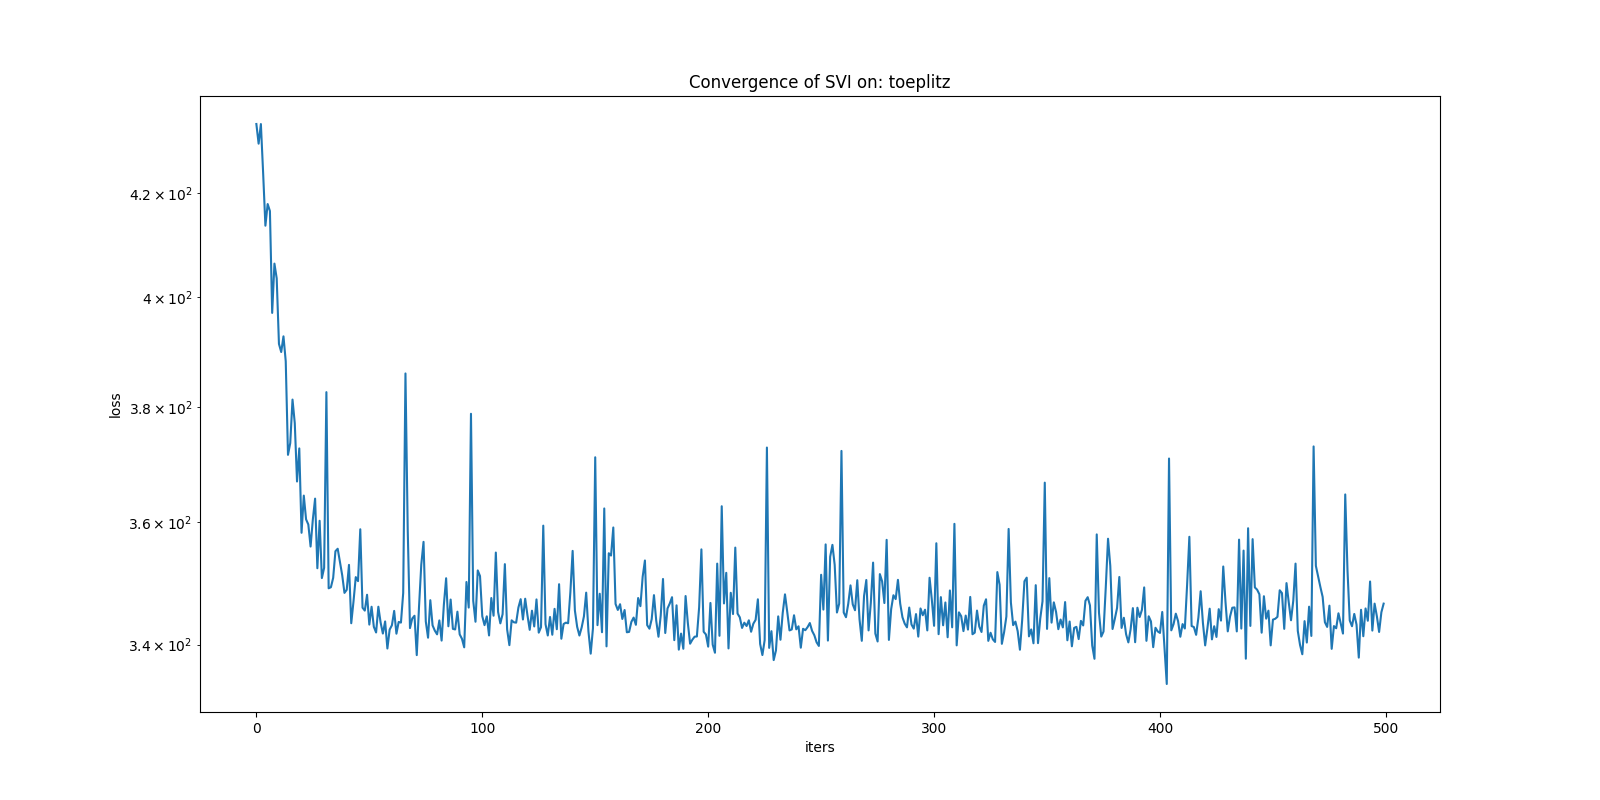 Convergence of SVI on: toeplitz
4.2 × 10²
4 × 10²
3.8 × 10²
3.6 × 10²
3.4 × 10²
loss
0 100 200 300 400 500
iters